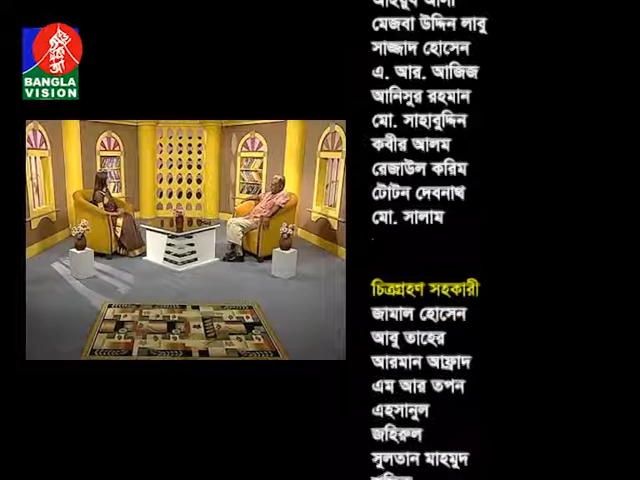 BANGLA
VISION
মেজবা উদ্দিন লাবু
সাজ্জাদ হোসেন
এ. আর. আজিজ
আনিসুর রহমান
মো. সাহাবুদ্দিন
কবীর আলম
রেজাউল করিম
টোটন দেবনাথ
মো. সালাম
চিত্রগ্রহণ সহকারী
জামাল হোসেন
আবু তাহের
আরমান আফ্রাদ
এম আর তপন
এহসানুল
জহিরুল
সুলতান মাহমুদ